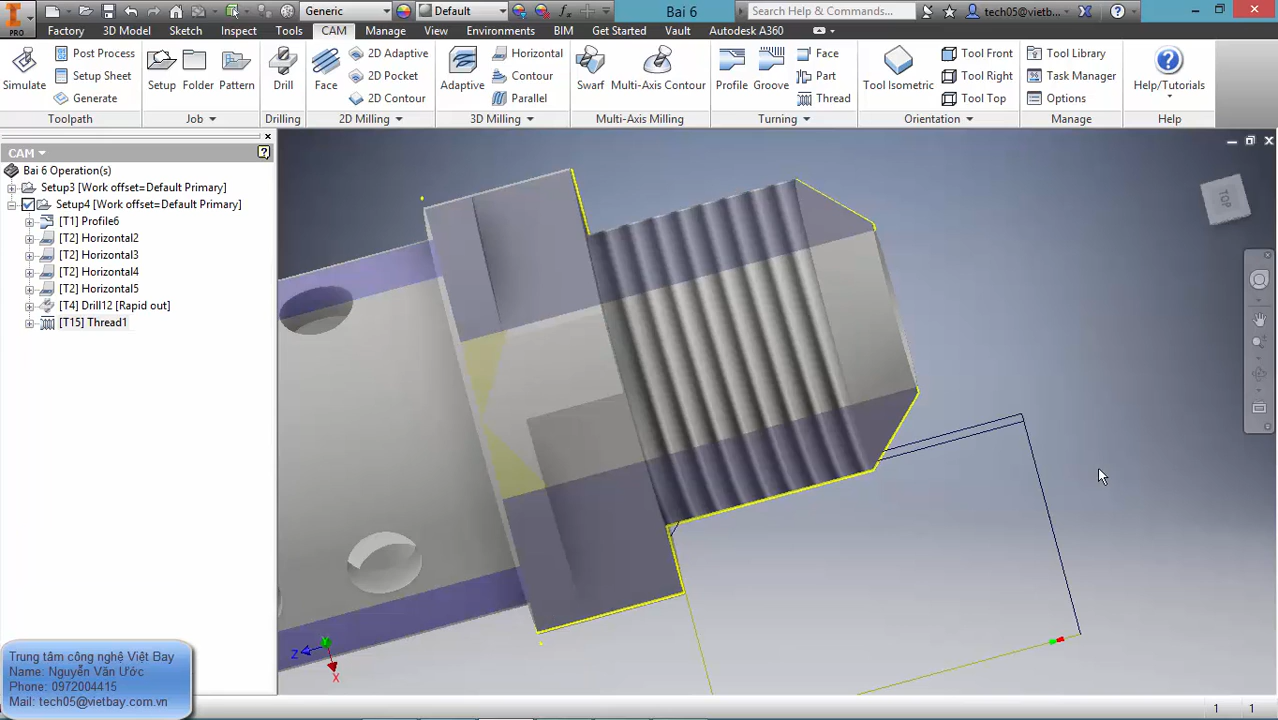 Generic
Default
Bai 6
Search Help & Commands...
tech05@vietb...
PRO
Factory 3D Model Sketch Inspect Tools CAM Manage View Environments BIM Get Started Vault Autodesk A360
Post Process 2D Adaptive Horizontal Face Tool Front Tool Library
Setup Sheet 2D Pocket Contour Part Tool Right Task Manager
Simulate Generate Setup Folder Pattern Drill Face 2D Contour Adaptive Parallel Swarf Multi-Axis Contour Profile Groove Thread Tool Isometric Tool Top Options Help/Tutorials
Toolpath Job Drilling 2D Milling 3D Milling Multi-Axis Milling Turning Orientation Manage Help
CAM
Bai 6 Operation(s)
Setup3 [Work offset=Default Primary]
Setup4 [Work offset=Default Primary]
[T1] Profile6
[T2] Horizontal2
[T2] Horizontal3
[T2] Horizontal4
[T2] Horizontal5
[T4] Drill12 [Rapid out]
[T15] Thread1
TOP
Y
Z
X
Trung tâm công nghệ Việt Bay
Name: Nguyễn Văn Ước
Phone: 0972004415
Mail: tech05@vietbay.com.vn
1 1